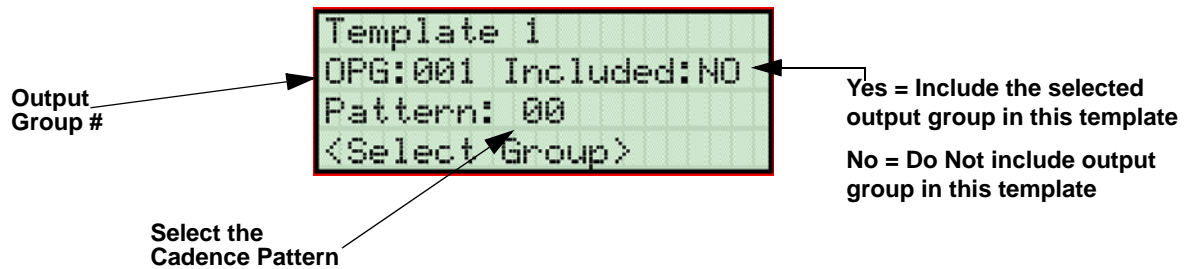 Template 1
OPG:001 Included:NO
Pattern: 00
<Select Group>
Output
Group #
Yes = Include the selected
output group in this template
No = Do Not include output
group in this template
Select the
Cadence Pattern